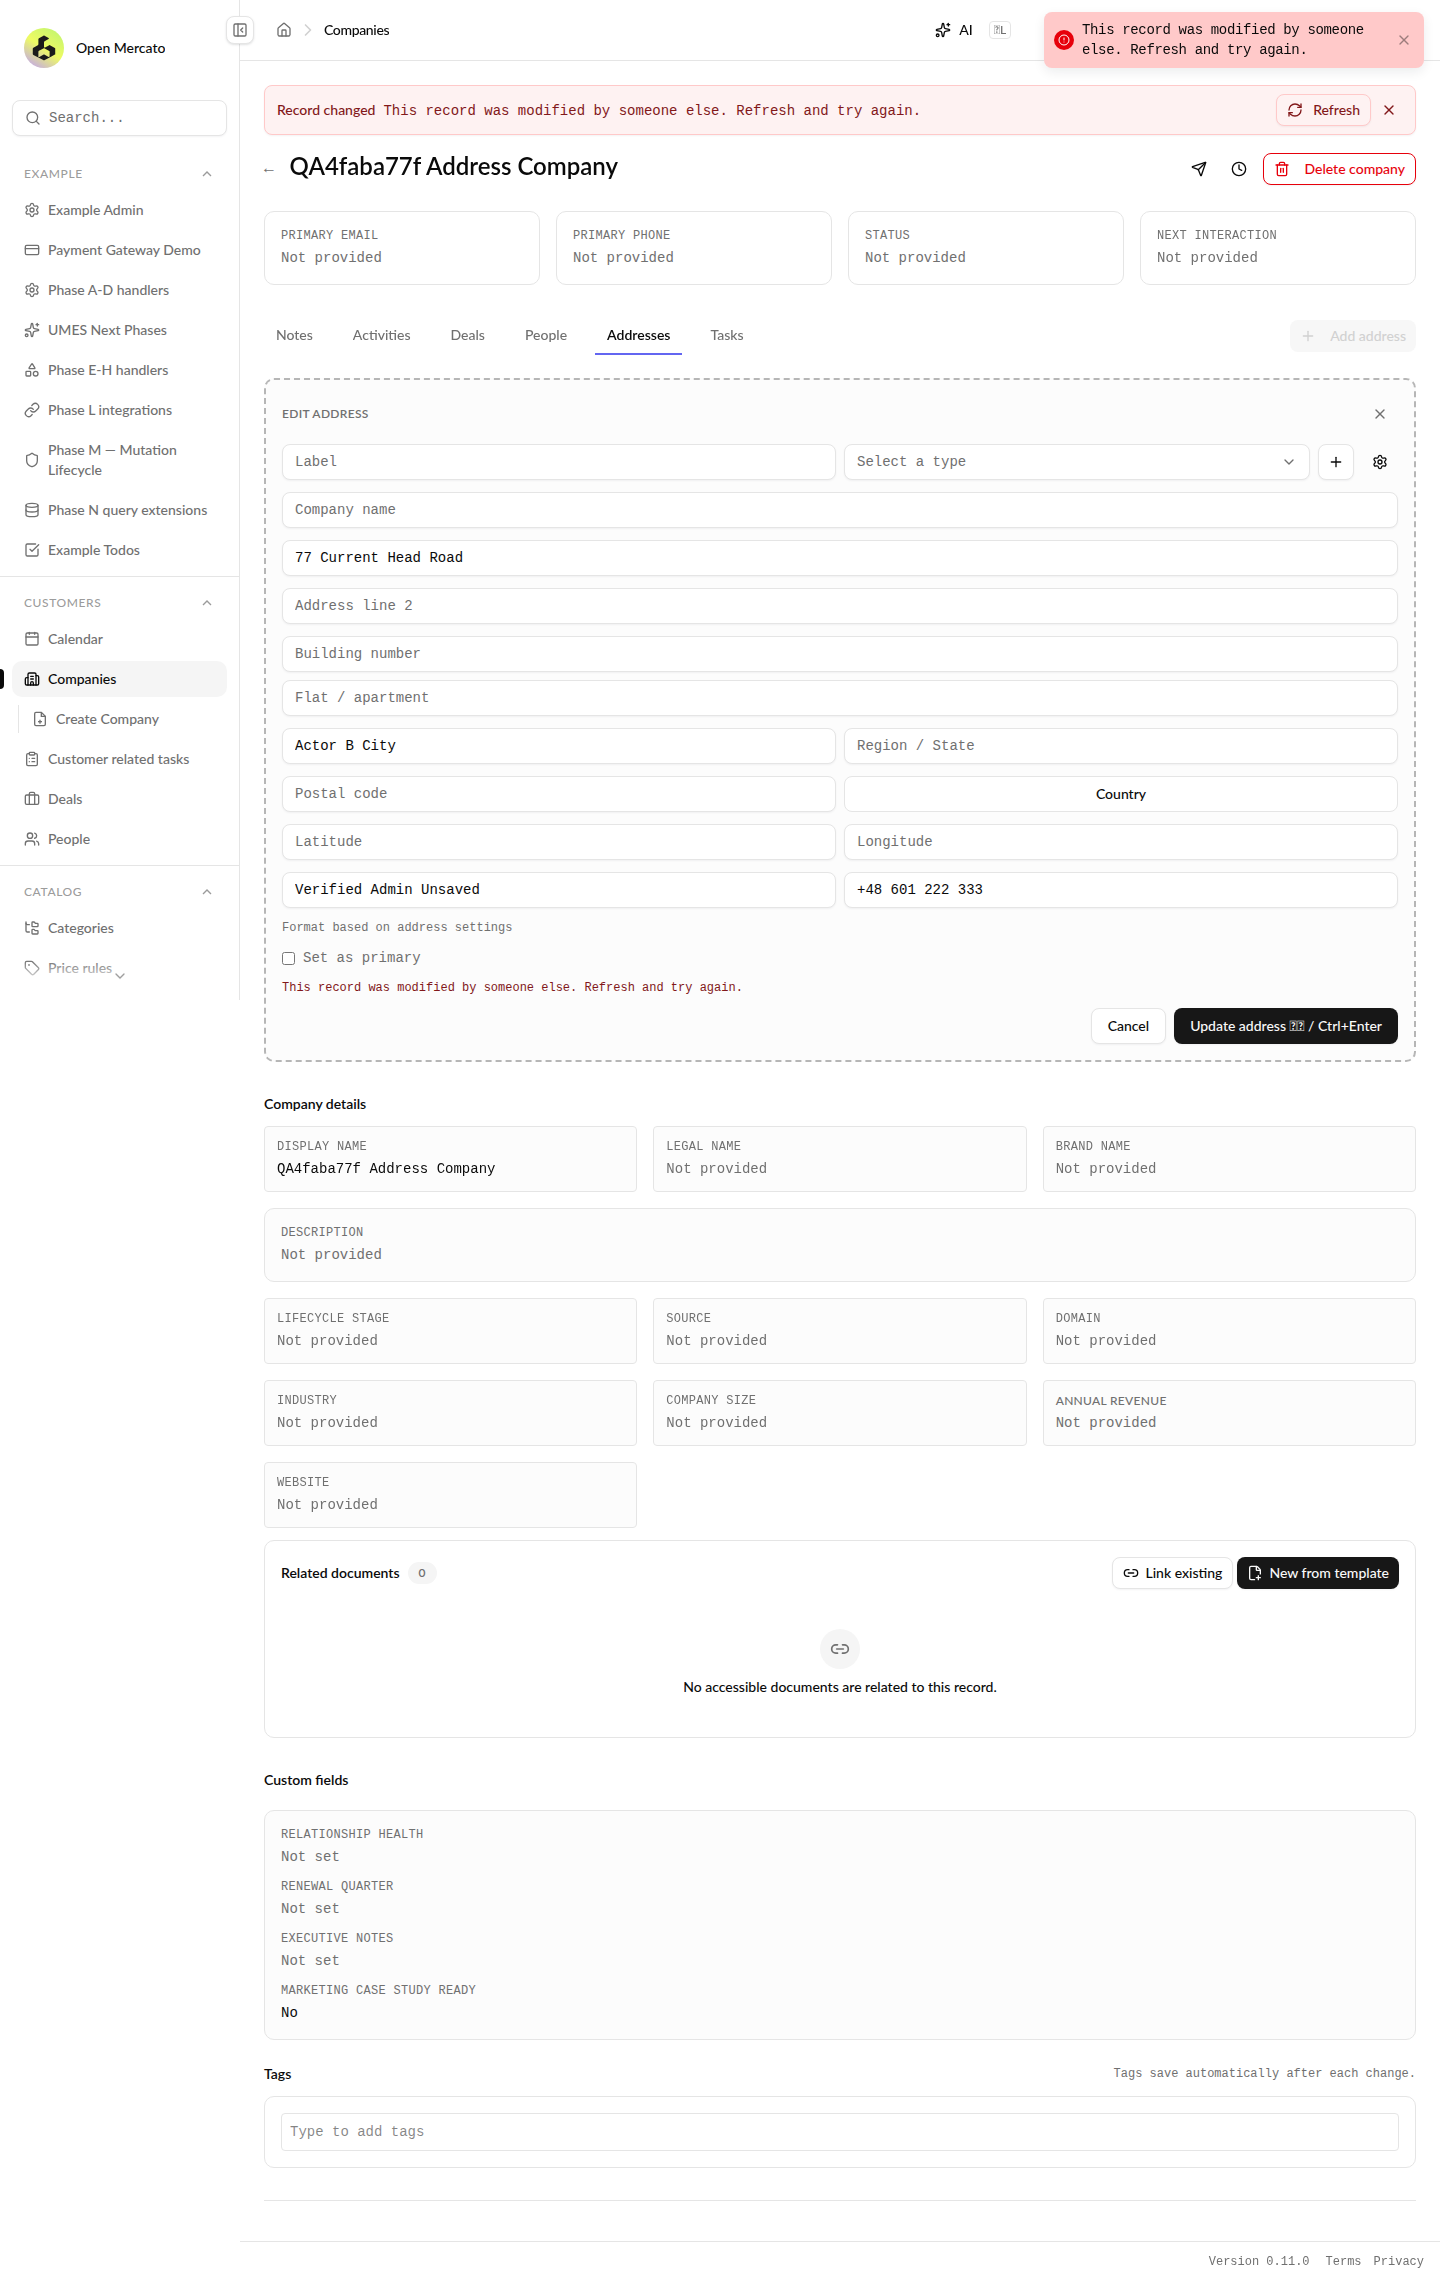 Open Mercato
Companies
AI
L
This record was modified by someone
else. Refresh and try again.
Search...
Record changed This record was modified by someone else. Refresh and try again.
Refresh
← QA4faba77f Address Company
Delete company
EXAMPLE
Example Admin
Payment Gateway Demo
Phase A-D handlers
UMES Next Phases
Phase E-H handlers
Phase L integrations
Phase M — Mutation
Lifecycle
Phase N query extensions
Example Todos
CUSTOMERS
Calendar
Companies
Create Company
Customer related tasks
Deals
People
CATALOG
Categories
Price rules
PRIMARY EMAIL
Not provided
PRIMARY PHONE
Not provided
STATUS
Not provided
NEXT INTERACTION
Not provided
Notes Activities Deals People Addresses Tasks
Add address
EDIT ADDRESS
Label
Select a type
Company name
77 Current Head Road
Address line 2
Building number
Flat / apartment
Actor B City
Region / State
Postal code
Country
Latitude
Longitude
Verified Admin Unsaved
+48 601 222 333
Format based on address settings
Set as primary
This record was modified by someone else. Refresh and try again.
Cancel
Update address / Ctrl+Enter
Company details
DISPLAY NAME
QA4faba77f Address Company
LEGAL NAME
Not provided
BRAND NAME
Not provided
DESCRIPTION
Not provided
LIFECYCLE STAGE
Not provided
SOURCE
Not provided
DOMAIN
Not provided
INDUSTRY
Not provided
COMPANY SIZE
Not provided
ANNUAL REVENUE
Not provided
WEBSITE
Not provided
Related documents 0
Link existing
New from template
No accessible documents are related to this record.
Custom fields
RELATIONSHIP HEALTH
Not set
RENEWAL QUARTER
Not set
EXECUTIVE NOTES
Not set
MARKETING CASE STUDY READY
No
Tags
Tags save automatically after each change.
Type to add tags
Version 0.11.0 Terms Privacy